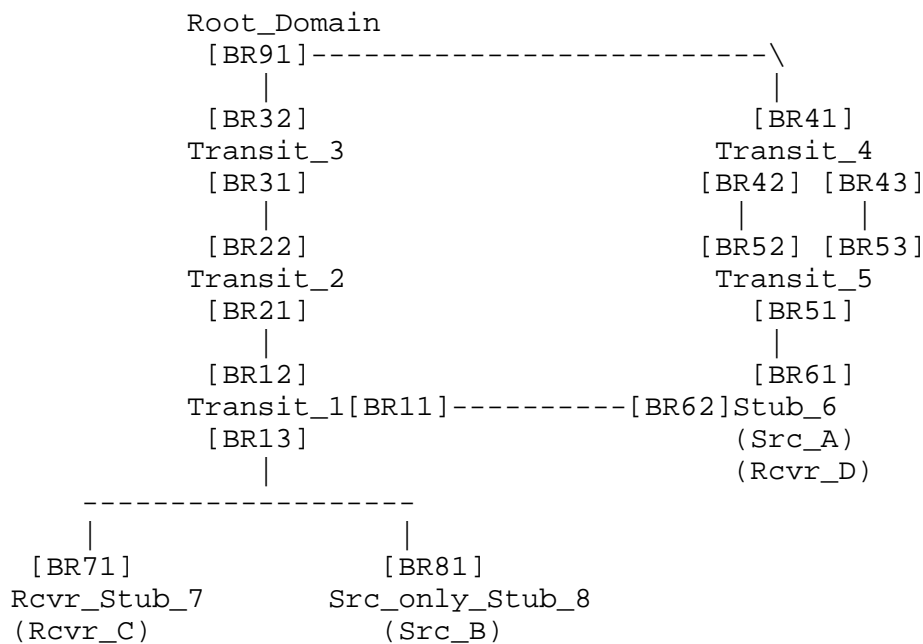 Root_Domain
[BR91]--------------------------\
|                             |
[BR32]                      [BR41]
Transit_3                 Transit_4
[BR31]                   [BR42] [BR43]
|                          |      |
[BR22]                   [BR52] [BR53]
Transit_2                 Transit_5
[BR21]                      [BR51]
|                             |
[BR12]                      [BR61]
Transit_1[BR11]----------[BR62]Stub_6
[BR13]                     (Src_A)
|                          (Rcvr_D)
-------------------
|                  |
[BR71]               [BR81]
Rcvr_Stub_7       Src_only_Stub_8
(Rcvr_C)             (Src_B)